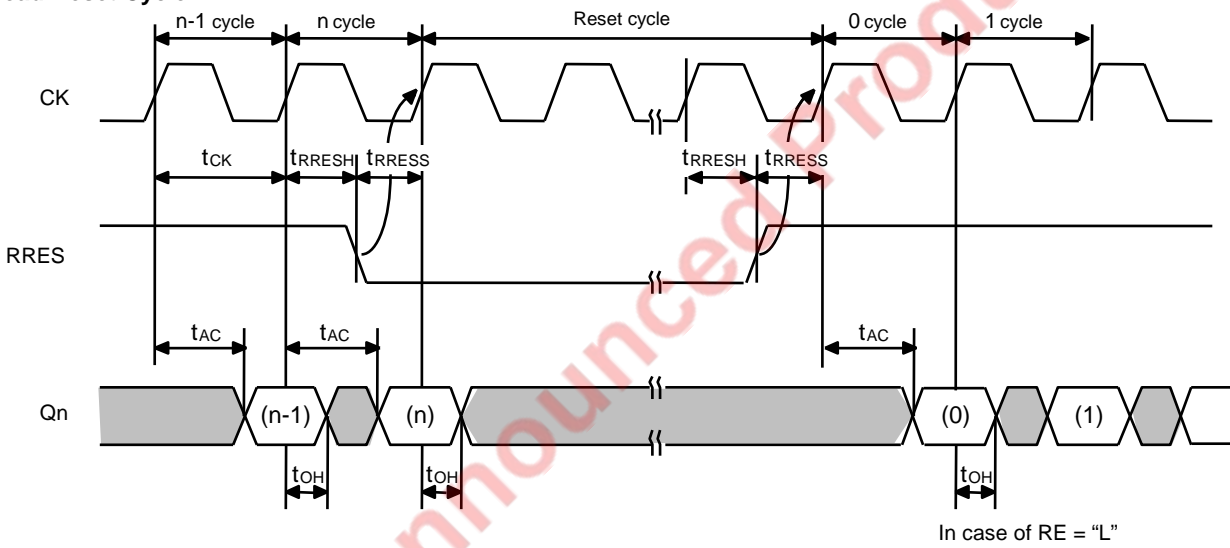 n-1 cycle n cycle Reset cycle 0 cycle 1 cycle
CK
tCK tRRESH tRRESS tRRESH tRRESS
RRES
tAC tAC tAC
Qn (n-1) (n) (0) (1)
tOH tOH tOH
In case of RE = “L”